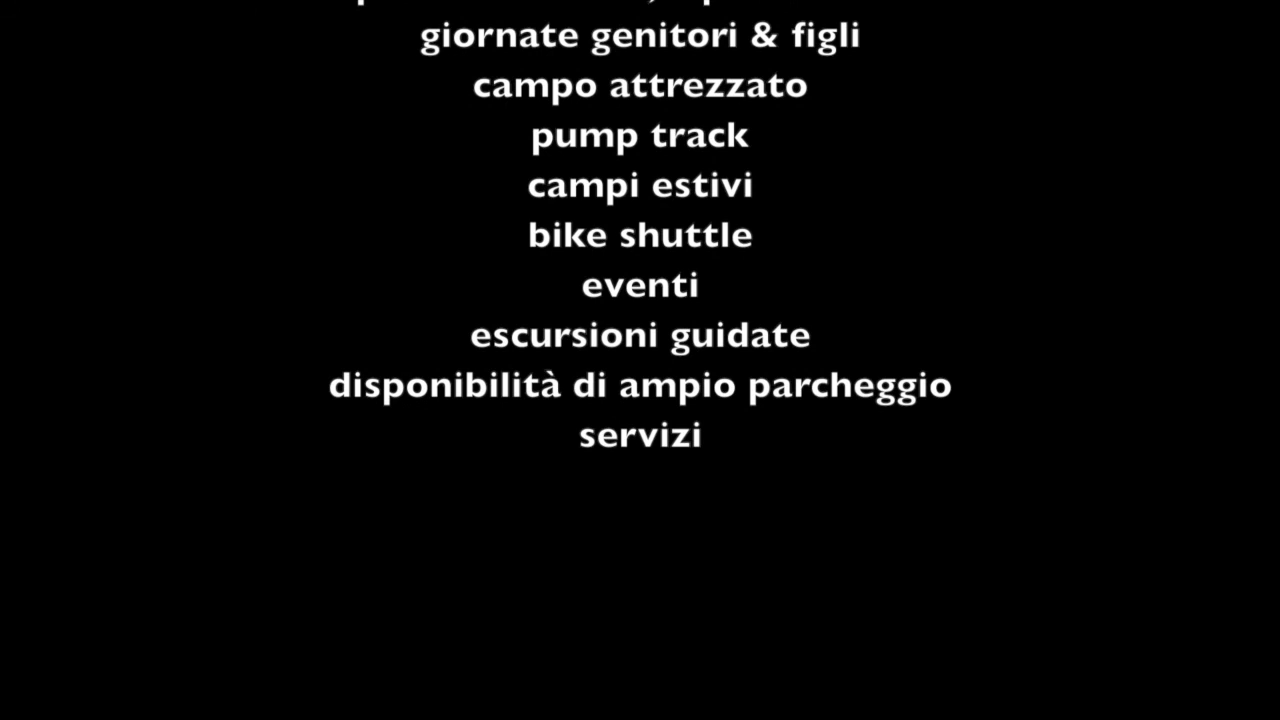 giornate genitori & figli
campo attrezzato
pump track
campi estivi
bike shuttle
eventi
escursioni guidate
disponibilità di ampio parcheggio
servizi